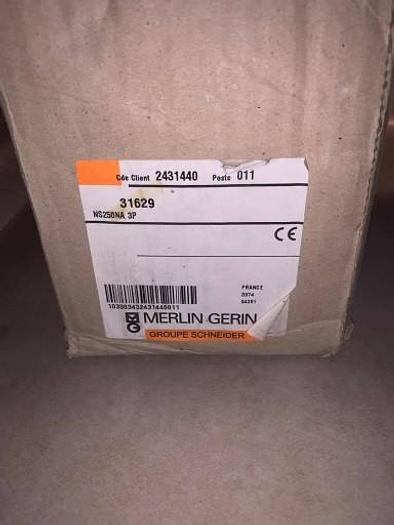 Cde Client 2431440 Poste 011
31629
NS250NA 3P
CE
FRANCE
MERLIN GERIN
GROUPE SCHNEIDER